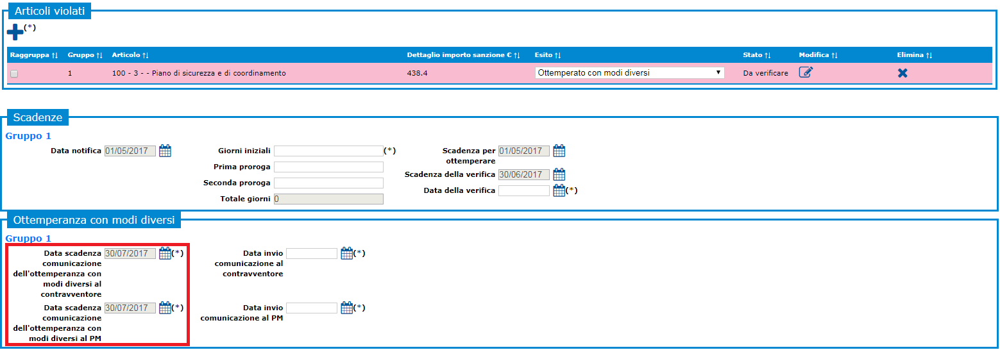 Articoli violati
(*)
Raggruppa Gruppo Articolo Dettaglio importo sanzione € Esito Stato Modifica Elimina
1 100 - 3 - - Piano di sicurezza e di coordinamento 438.4 Ottemperato con modi diversi Da verificare
Scadenze
Gruppo 1
Data notifica 01/05/2017 Giorni iniziali (*) Scadenza per ottemperare 01/05/2017
Prima proroga Scadenza della verifica 30/06/2017
Seconda proroga Data della verifica (*)
Totale giorni 0
Ottemperanza con modi diversi
Gruppo 1
Data scadenza 30/07/2017 (*) Data invio (*)
comunicazione comunicazione al
dell'ottemperanza con contravventore
modi diversi al
contravventore
Data scadenza 30/07/2017 (*) Data invio (*)
comunicazione comunicazione al PM
dell'ottemperanza con
modi diversi al PM